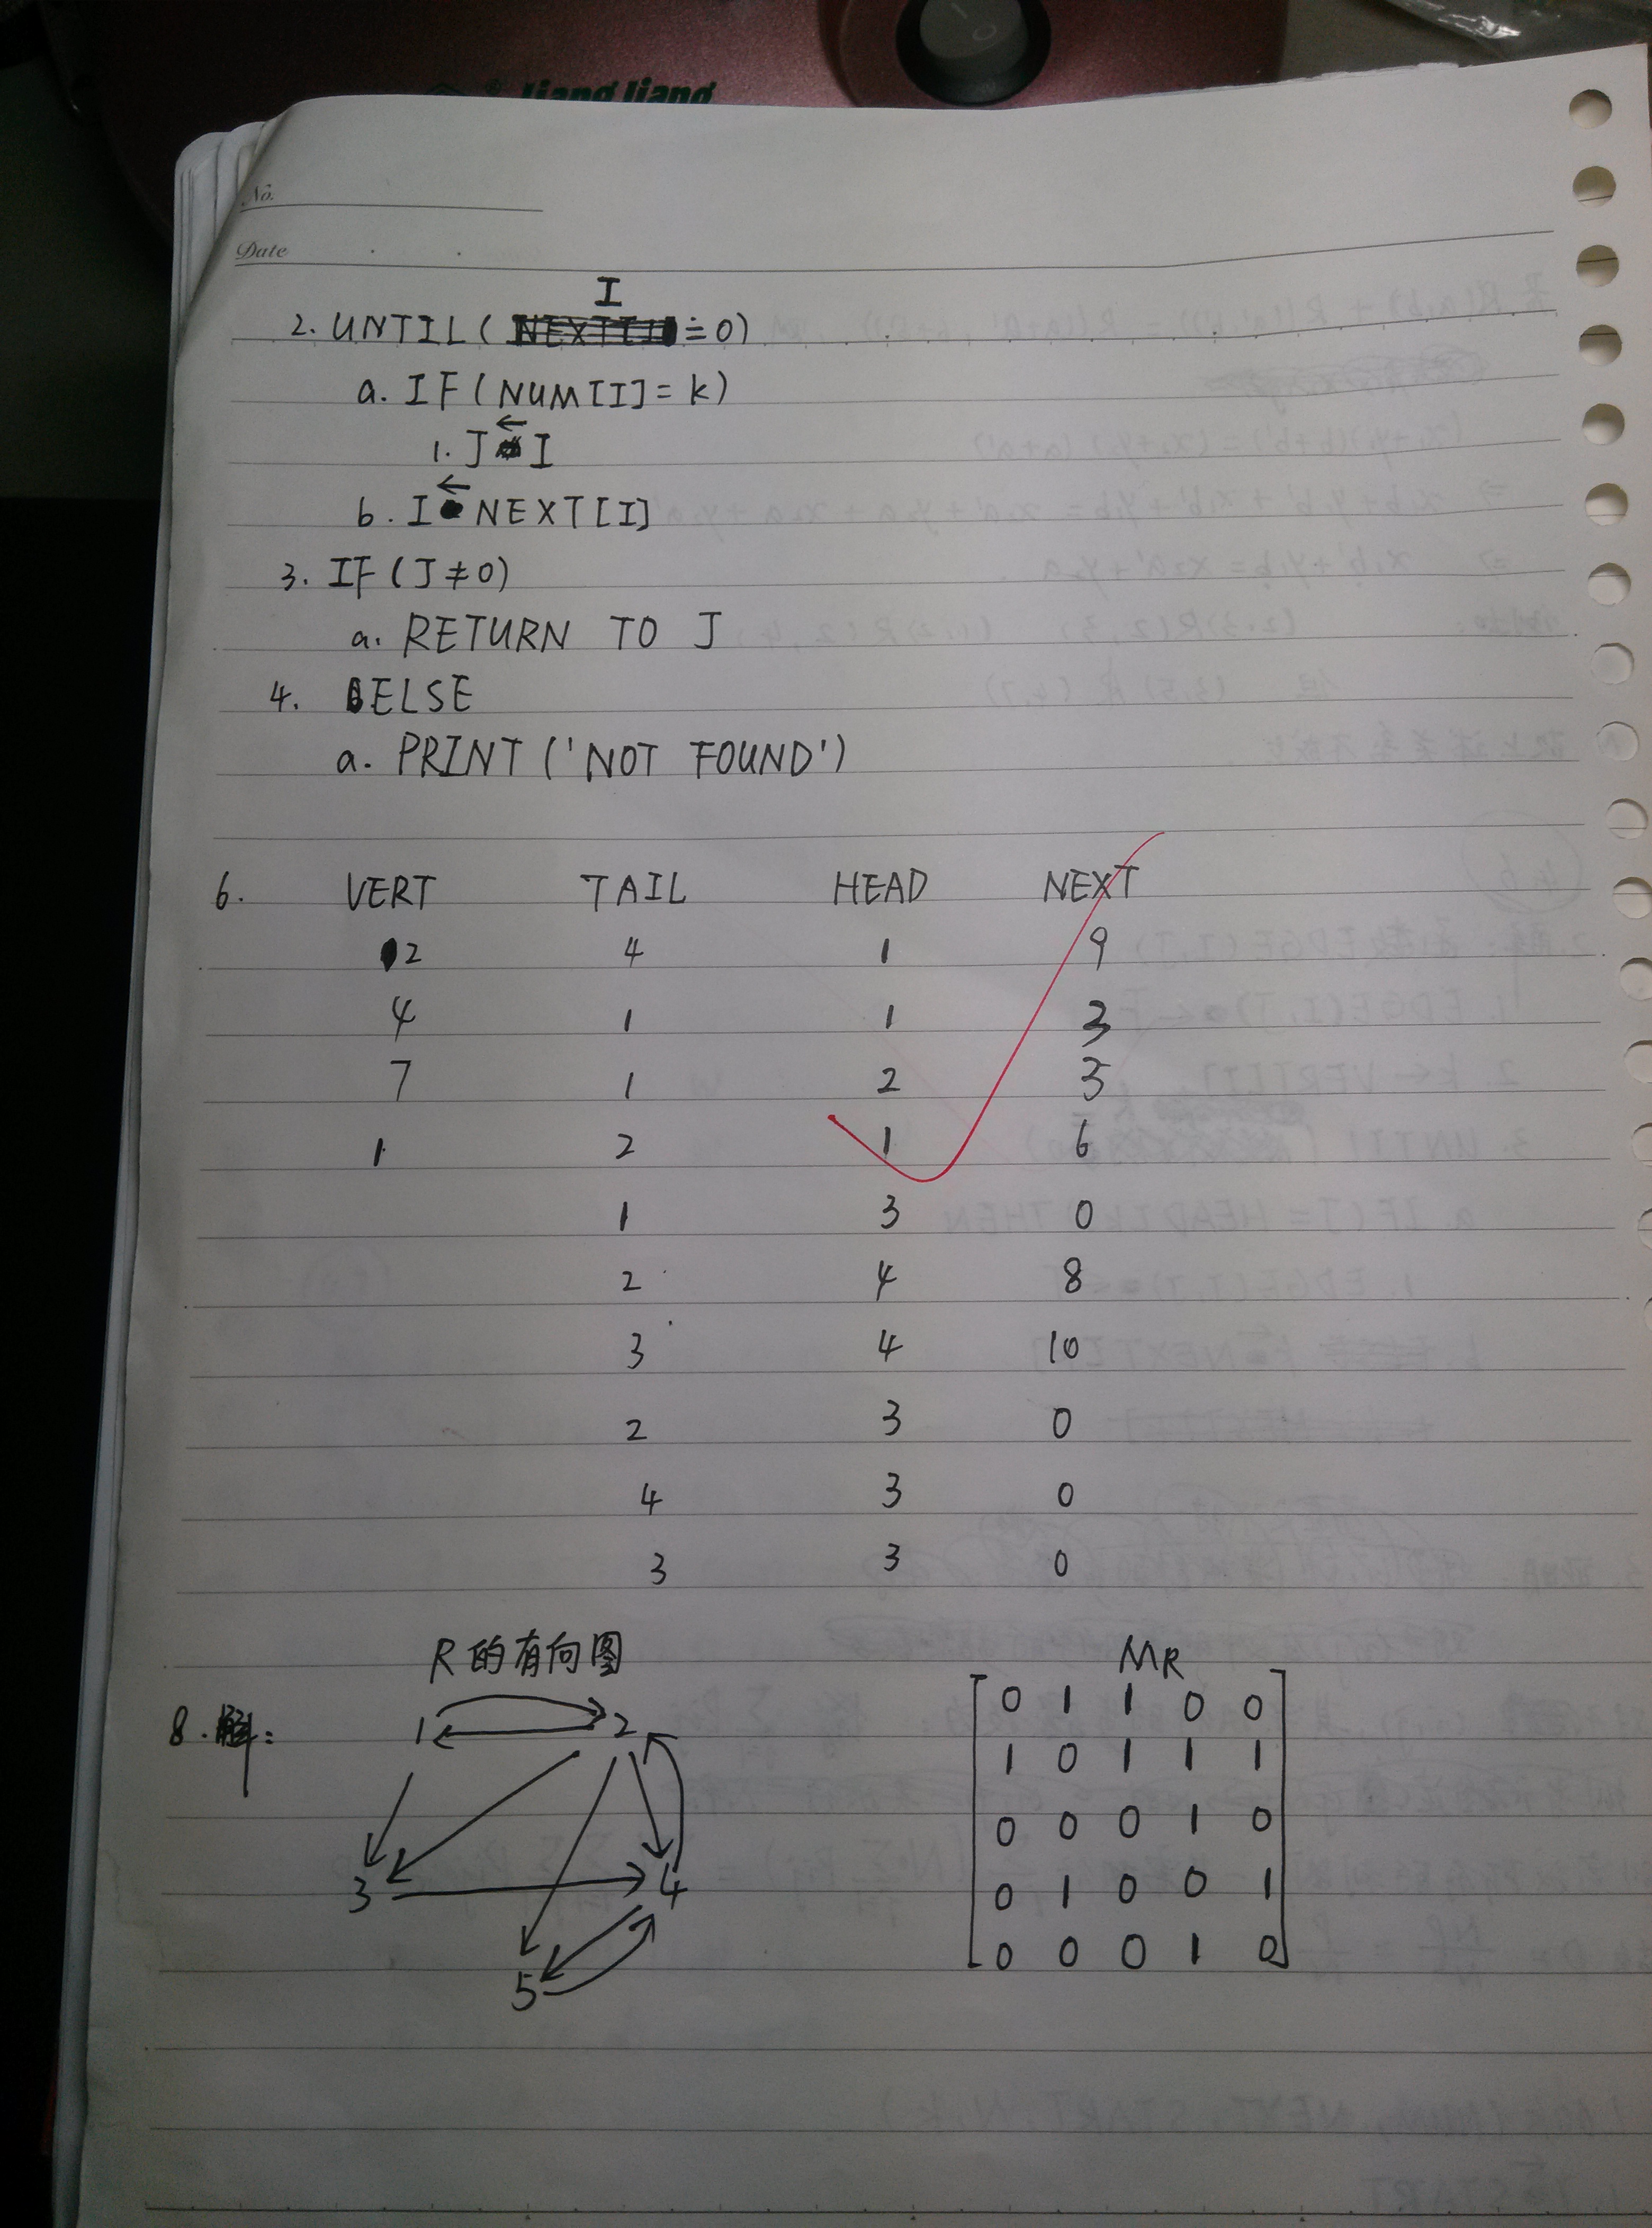 Liang Liang
No.
Date
I
2. UNTIL ( = 0)
a. IF (NUM[I] = k)
1. J ← I
b. I ← NEXT[I]
3. IF (J ≠ 0)
a. RETURN TO J
4. ELSE
a. PRINT ('NOT FOUND')
6. VERT TAIL HEAD NEXT
2 4 1 9
4 1 1 3
7 1 2 5
1 2 1 6
1 3 0
2 4 8
3 4 10
2 3 0
4 3 0
3 3 0
R的有向图 MR
8. 解: 1 2
3 4
5
0 1 1 0 0
1 0 1 1 1
0 0 0 1 0
0 1 0 0 1
0 0 0 1 0